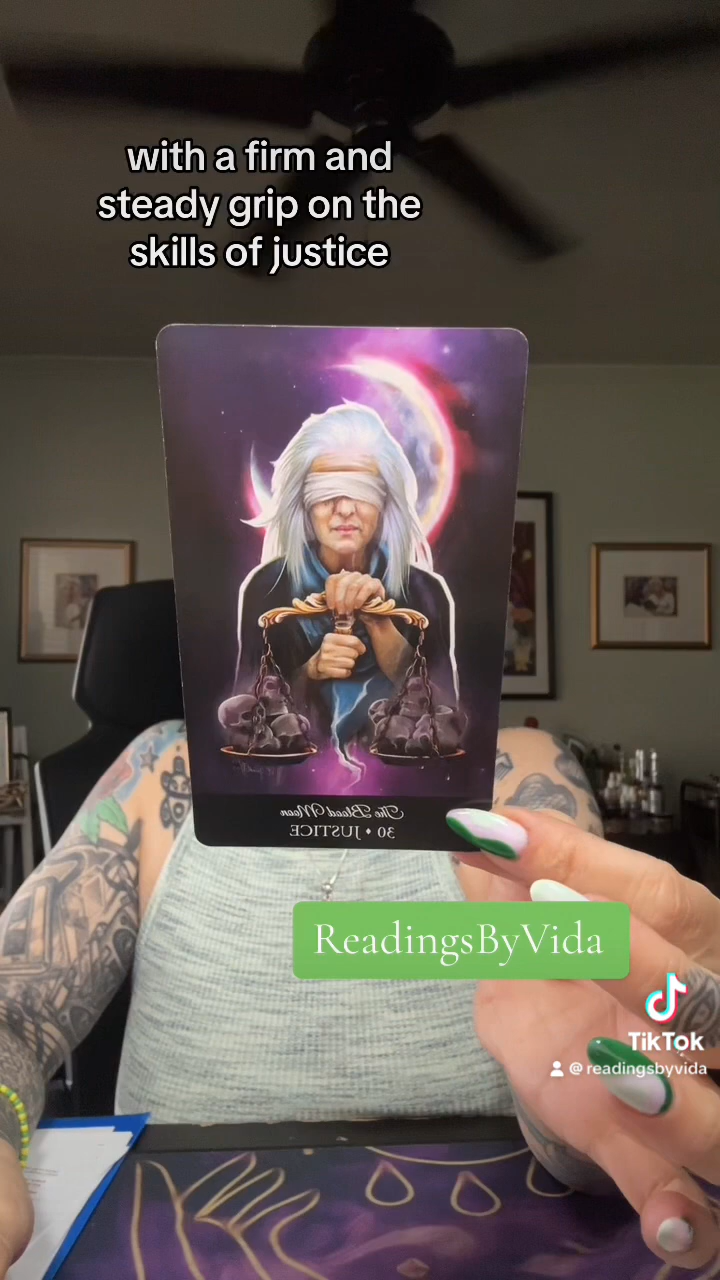 with a firm and
steady grip on the
skills of justice
The Blood Moon
30 • JUSTICE
ReadingsByVida
TikTok
@readingsbyvida